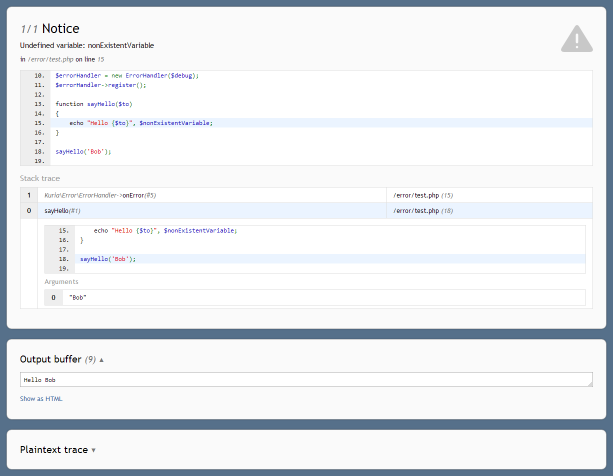 1/1 Notice
Undefined variable: nonExistentVariable
in /error/test.php on line 15
10. $errorHandler = new ErrorHandler($debug);
11. $errorHandler->register();
12.
13. function sayHello($to)
14. {
15. echo "Hello {$to}", $nonExistentVariable;
16. }
17.
18. sayHello('Bob');
19.
Stack trace
1 Kurla\Error\ErrorHandler->onError(#5) /error/test.php (15)
0 sayHello(#1) /error/test.php (18)
15. echo "Hello {$to}", $nonExistentVariable;
16. }
17.
18. sayHello('Bob');
19.
Arguments
0 "Bob"
Output buffer (9) ▲
Hello Bob
Show as HTML
Plaintext trace ▼